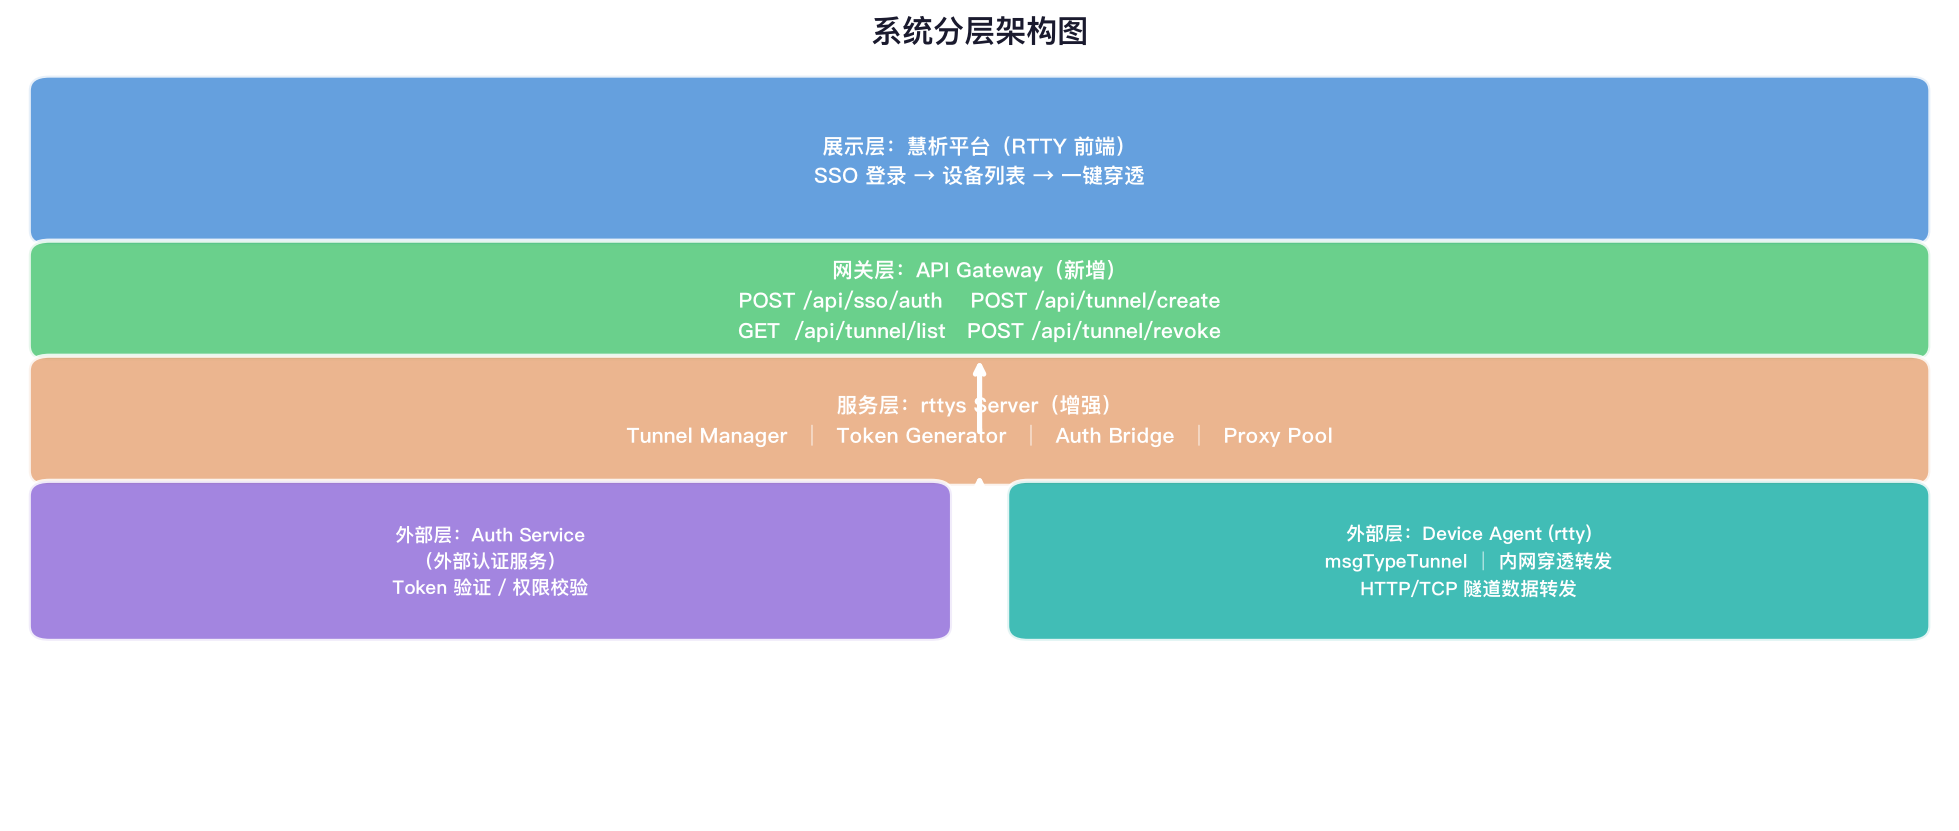 系统分层架构图
展示层：慧析平台（RTTY 前端）
SSO 登录 → 设备列表 → 一键穿透
网关层：API Gateway（新增）
POST /api/sso/auth POST /api/tunnel/create
GET /api/tunnel/list POST /api/tunnel/revoke
服务层：rttys Server（增强）
Tunnel Manager ｜ Token Generator ｜ Auth Bridge ｜ Proxy Pool
外部层：Auth Service
（外部认证服务）
Token 验证 / 权限校验
外部层：Device Agent (rtty)
msgTypeTunnel ｜ 内网穿透转发
HTTP/TCP 隧道数据转发